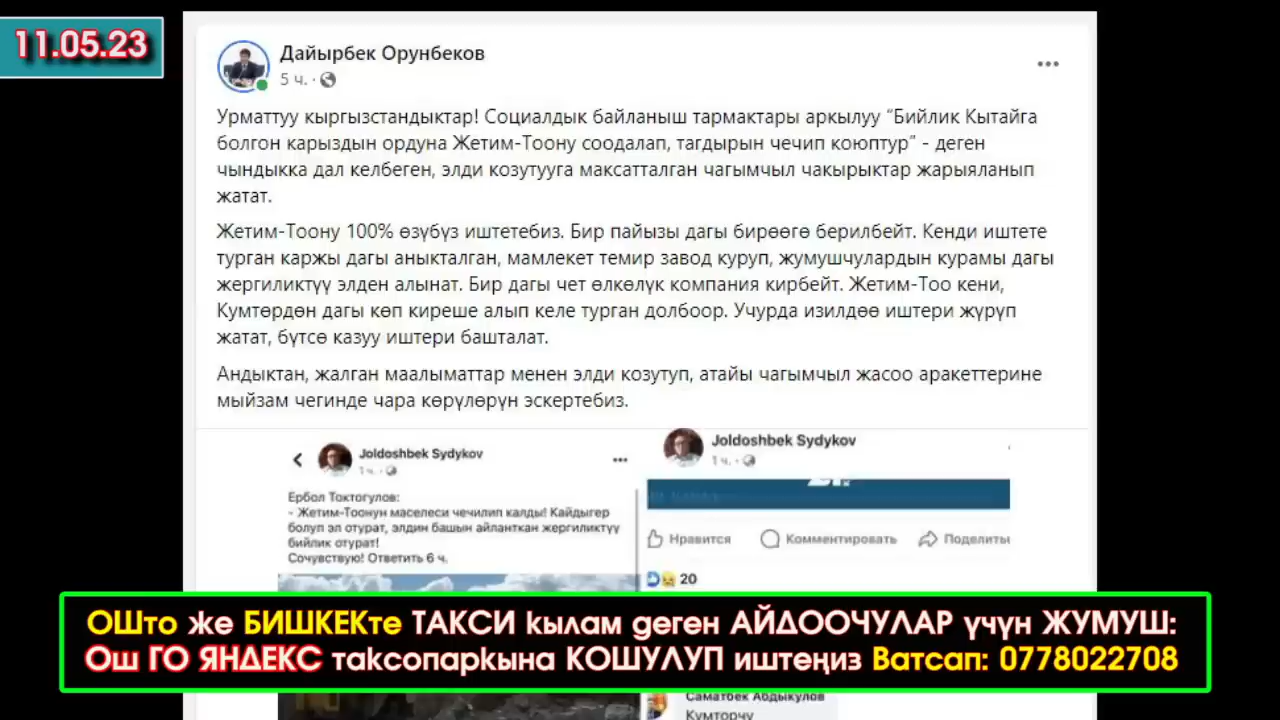 11.05.23
Дайырбек Орунбеков
5 ч. ·
Урматтуу кыргызстандыктар! Социалдык байланыш тармактары аркылуу “Бийлик Кытайга
болгон карыздын ордуна Жетим-Тоону соодалап, тагдырын чечип коюптур” - деген
чындыкка дал келбеген, элди козутууга максатталган чагымчыл чакырыктар жарыяланып
жатат.
Жетим-Тоону 100% өзүбүз иштетебиз. Бир пайызы дагы бирөөгө берилбейт. Кенди иштете
турган каржы дагы аныкталган, мамлекет темир завод куруп, жумушчулардын курамы дагы
жергиликтүү элден алынат. Бир дагы чет өлкөлүк компания кирбейт. Жетим-Тоо кени,
Кумтөрдөн дагы көп киреше алып келе турган долбоор. Учурда изилдөө иштери жүрүп
жатат, бүтсө казуу иштери башталат.
Андыктан, жалган маалыматтар менен элди козутуп, атайы чагымчыл жасоо аракеттерине
мыйзам чегинде чара көрүлөрүн эскертебиз.
Joldoshbek Sydykov
1 ч. ·
Ербол Токтогулов:
- Жетим-Тоонун маселеси чечилип калды! Кайдыгер
болуп эл отурат, элдин башын айланткан жергиликтүү
бийлик отурат!
Сочувствую! Ответить 6 ч.
Joldoshbek Sydykov
1 ч. ·
Нравится Комментировать Поделиты
20
ОШто же БИШКЕКте ТАКСИ кылам деген АЙДООЧУЛАР үчүн ЖУМУШ:
Ош ГО ЯНДЕКС таксопаркына КОШУЛУП иштеңиз Ватсап: 0778022708
Саматбек Абдыкулов
Кумторчу